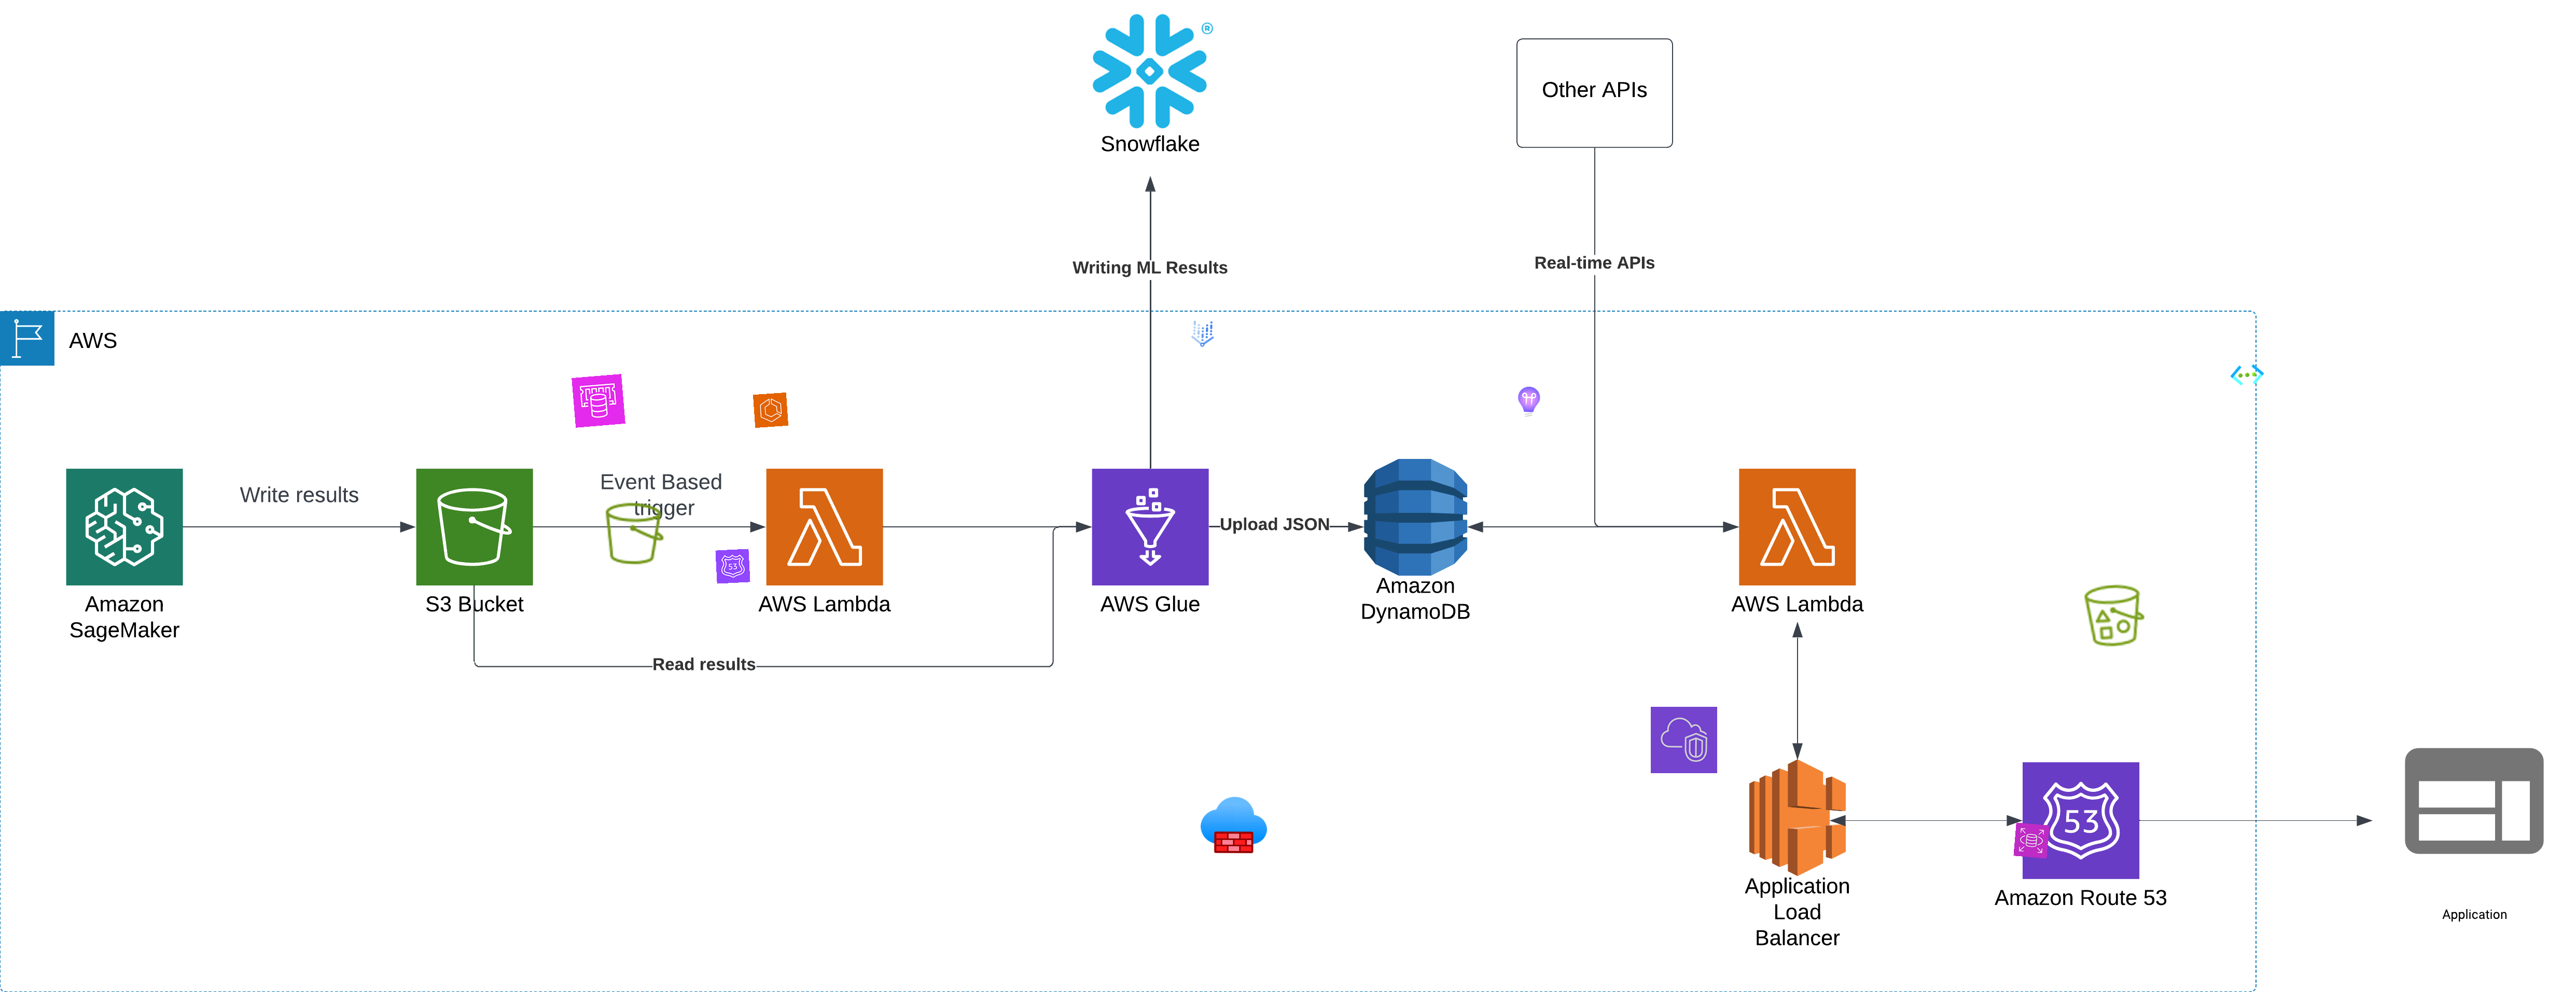 ®
Snowflake
Other APIs
Writing ML Results
Real-time APIs
AWS
Write results
Event Based
trigger
Upload JSON
53
53
Amazon
SageMaker
S3 Bucket
AWS Lambda
AWS Glue
Amazon
DynamoDB
AWS Lambda
Read results
Application
Load
Balancer
Amazon Route 53
Application